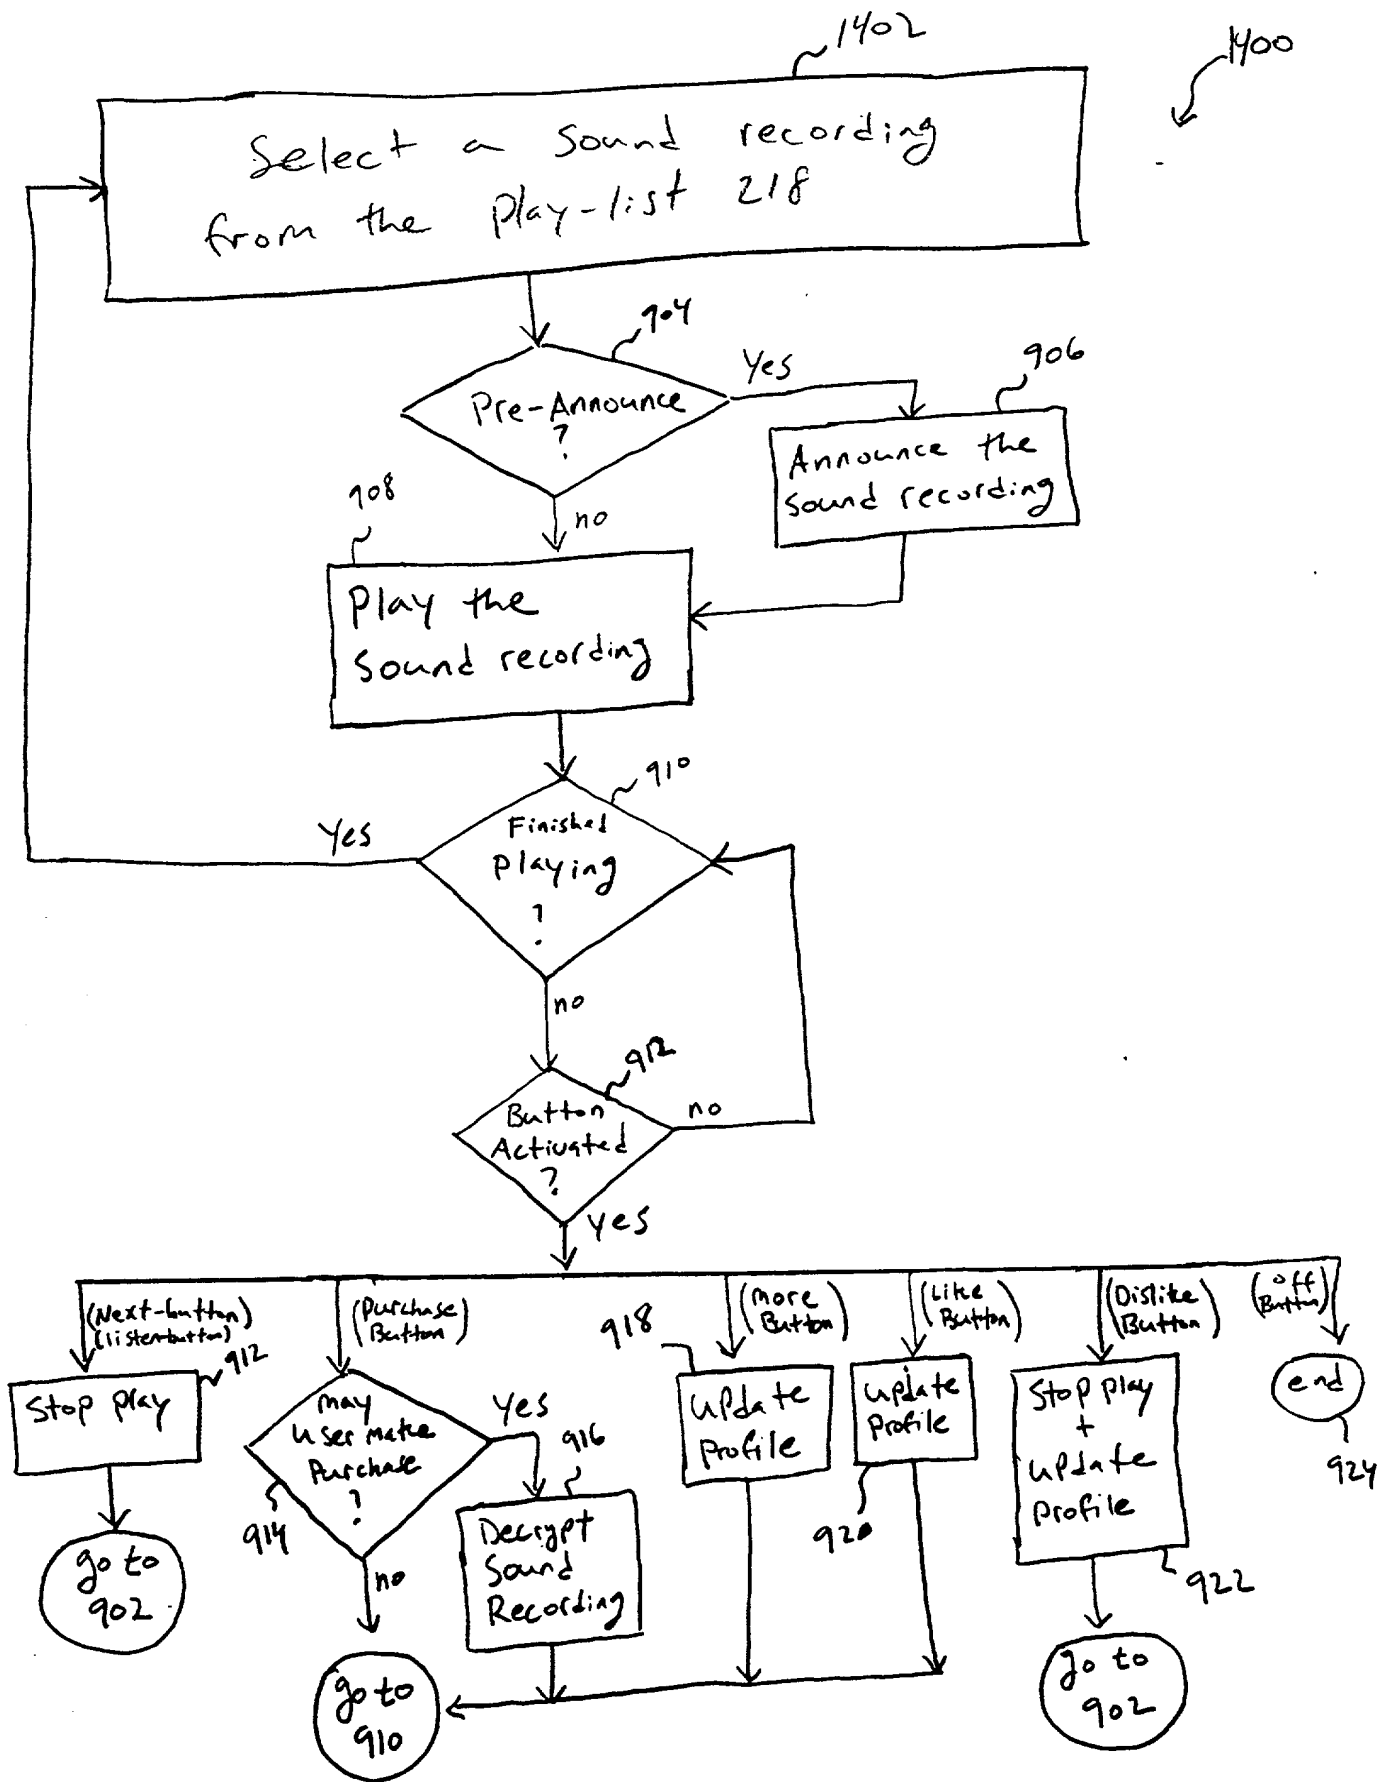 1402
1400
Select a sound recording
from the play-list 218
904
Yes
906
Pre-Announce
?
Announce the
sound recording
908
no
Play the
Sound recording
910
Yes
Finished
Playing
?
no
912
Button
Activated
?
no
Yes
(Next-button)
(listen button)
(Purchase
Button)
(More
Button)
(Like
Button)
(Dislike
Button)
(off
Button)
912
Stop play
go to
902
may
User make
Purchase
?
914
Yes
916
no
Decrypt
Sound
Recording
go to
910
918
Update
Profile
update
Profile
920
Stop play
+
update
Profile
922
go to
902
end
924